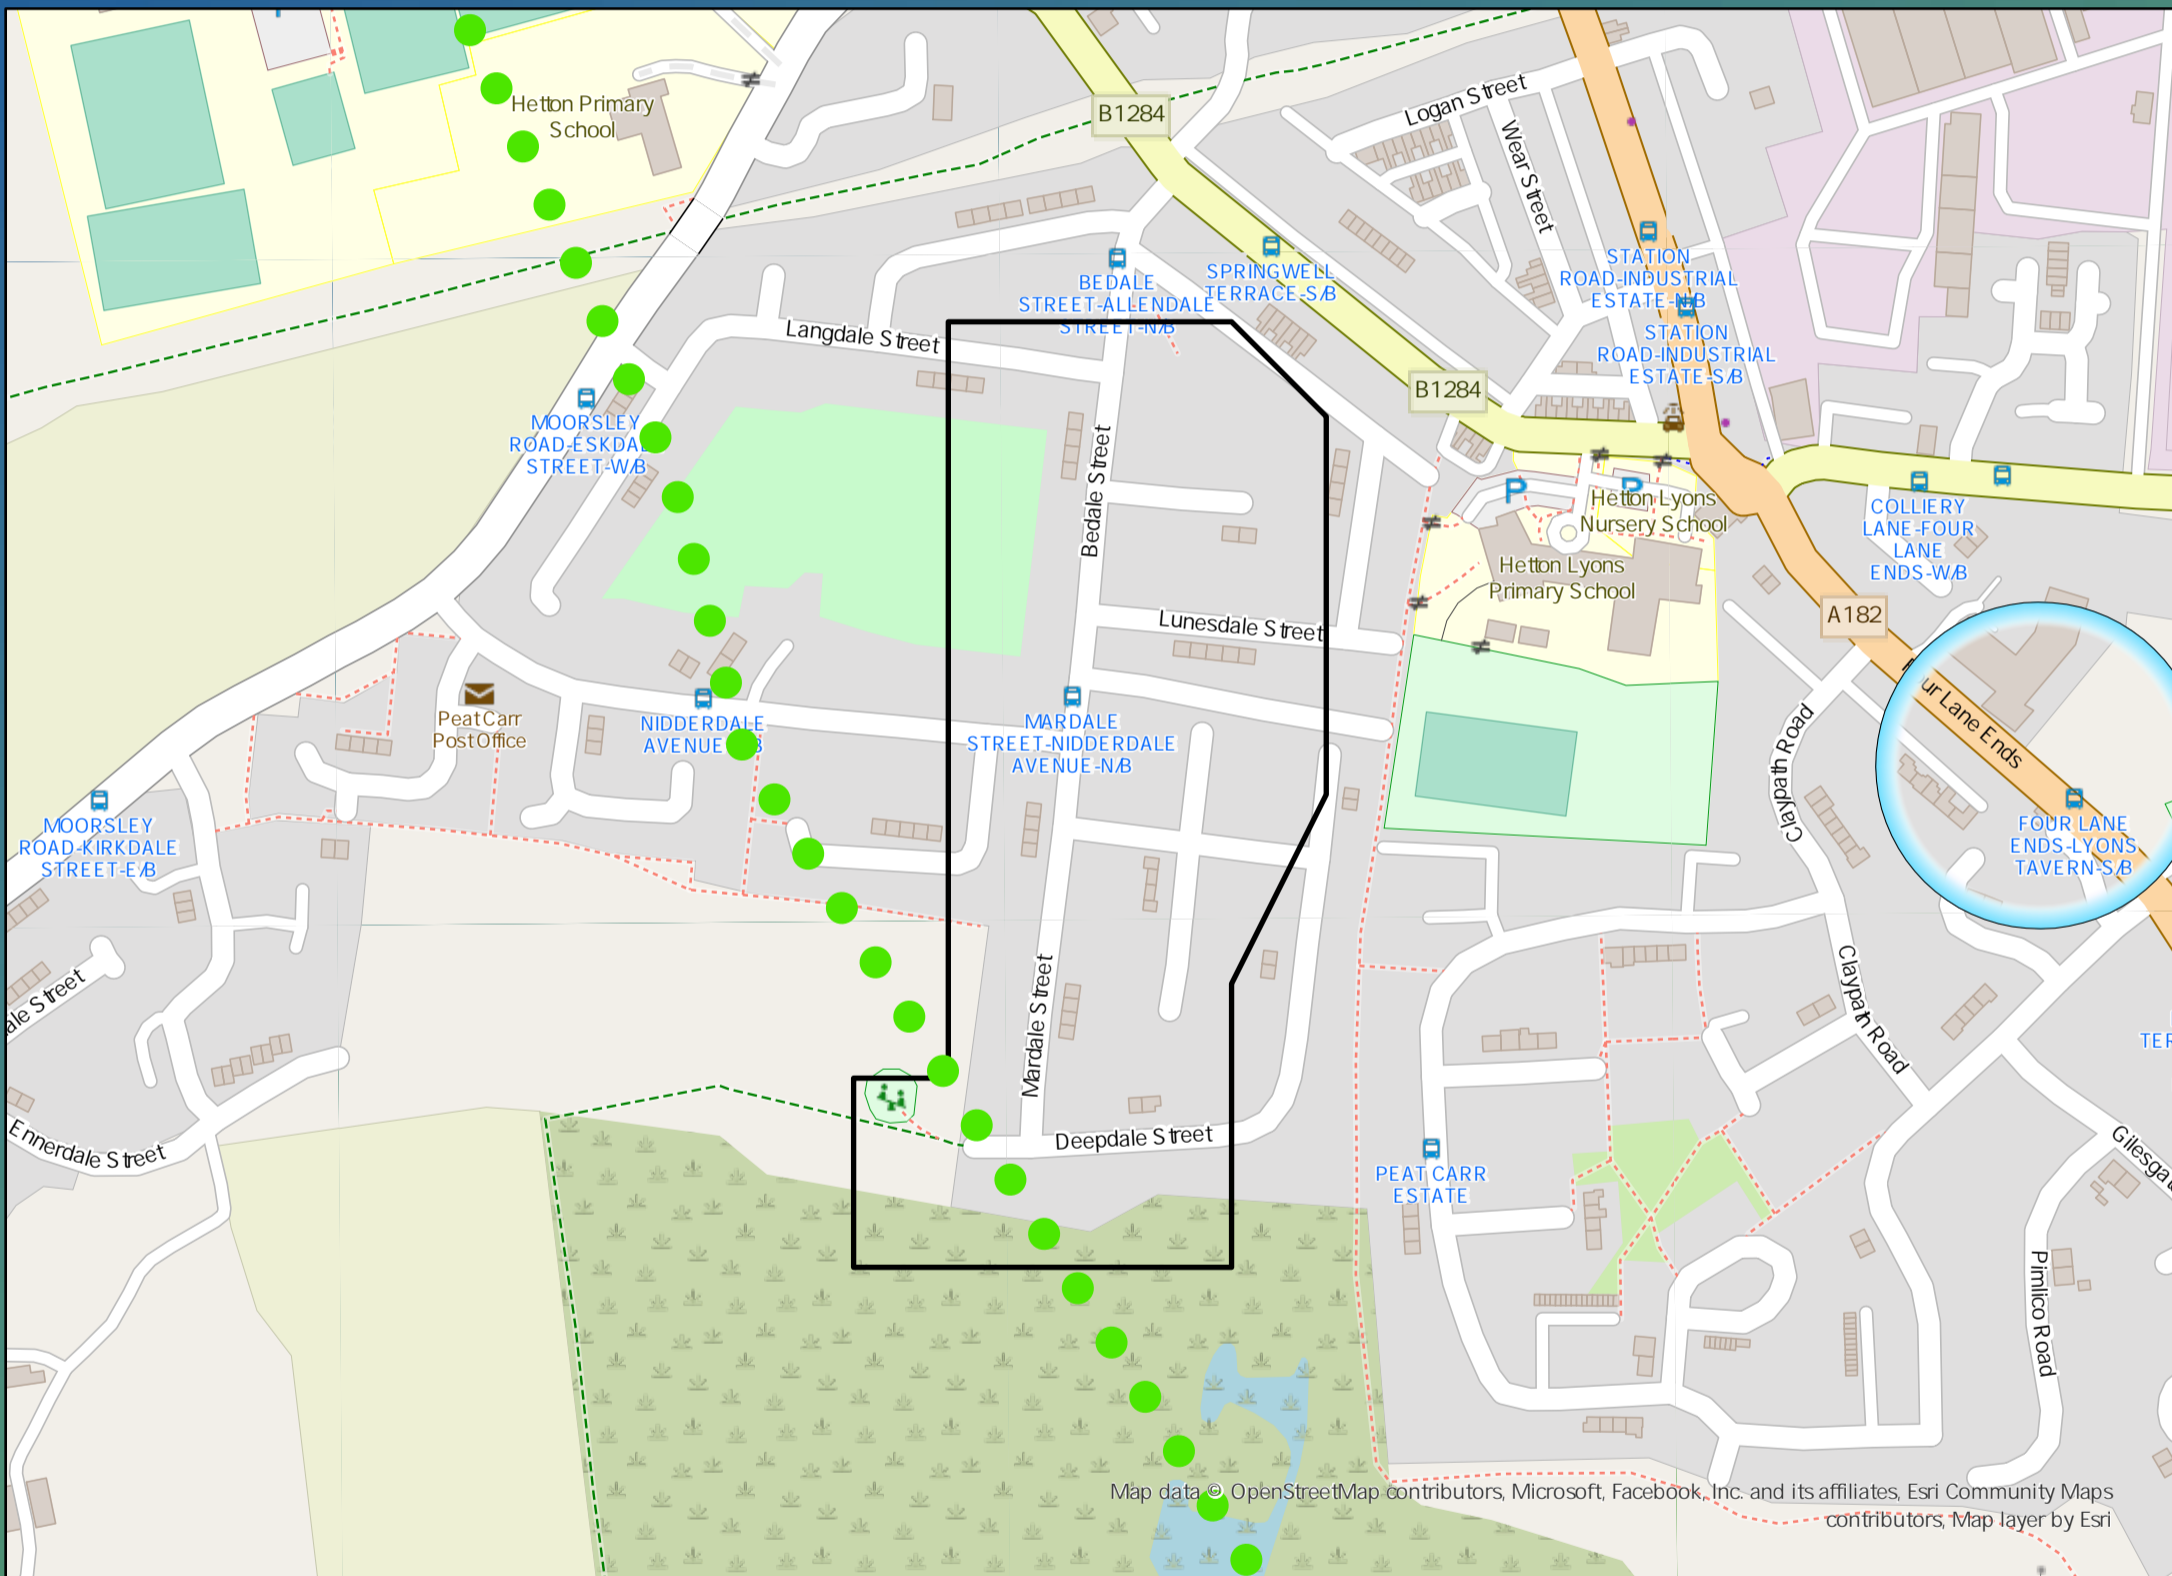 Hetton Primary
School
B1284
Logan Street
Wear Street
BEDALE
STREET-ALLENDALE
STREET-N/B
SPRINGWELL
TERRACE-S/B
STATION
ROAD-INDUSTRIAL
ESTATE-N/B
STATION
ROAD-INDUSTRIAL
ESTATE-S/B
Langdale Street
B1284
MOORSLEY
STREET-W/B
Bedale Street
P
P
Hetton Lyons
Nursery School
Hetton Lyons
Primary School
COLLIERY
LANE-FOUR
LANE
ENDS-W/B
A182
Lunesdale Street
Lane Ends
Peat Carr
Post Office
NIDDERDALE
AVENUE
MARDALE
STREET-NIDDERDALE
AVENUE-N/B
Claypath Road
MOORSLEY
ROAD-KIRKDALE
STREET-E/B
FOUR LANE
ENDS-LYONS
TAVERN-S/B
Street
Mardale Street
Claypath Road
Ennerdale Street
Deepdale Street
PEAT CARR
ESTATE
Pimlico Road
Map data © OpenStreetMap contributors, Microsoft, Facebook, Inc. and its affiliates, Esri Community Maps
contributors, Map layer by Esri